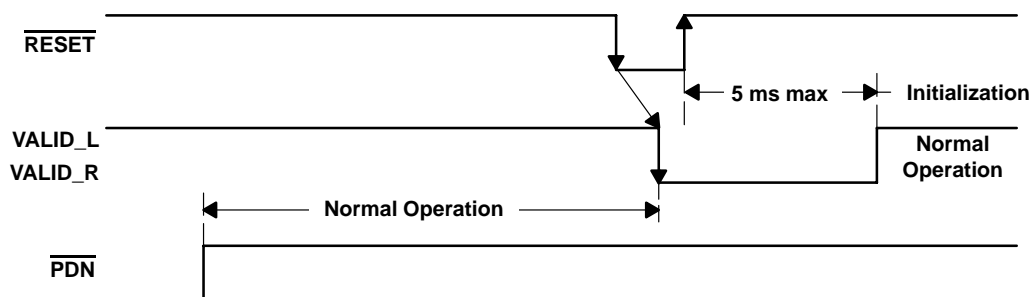 RESET
5 ms max
Initialization
VALID_L
VALID_R
Normal
Operation
Normal Operation
PDN